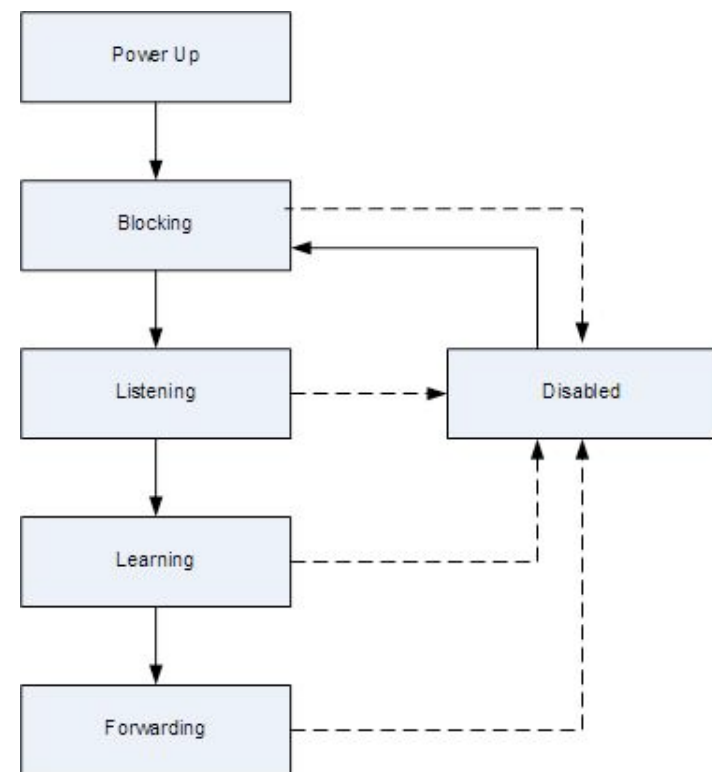 Power Up
Blocking
Listening
Disabled
Learning
Forwarding